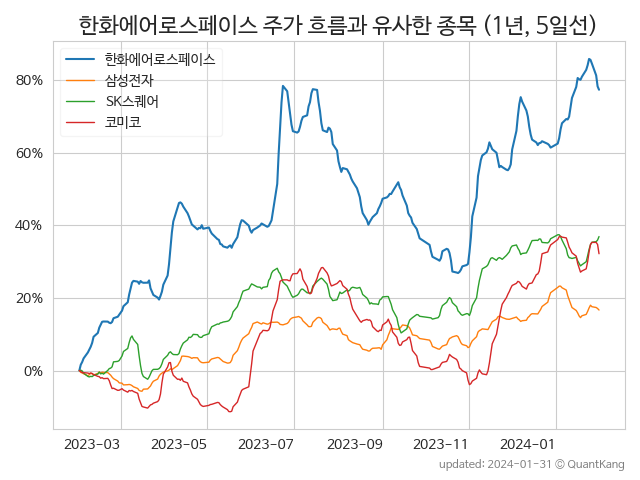 한화에어로스페이스 주가 흐름과 유사한 종목 (1년, 5일선)
한화에어로스페이스
삼성전자
SK스퀘어
코미코
80%
60%
40%
20%
0%
2023-03 2023-05 2023-07 2023-09 2023-11 2024-01
updated: 2024-01-31 © QuantKang